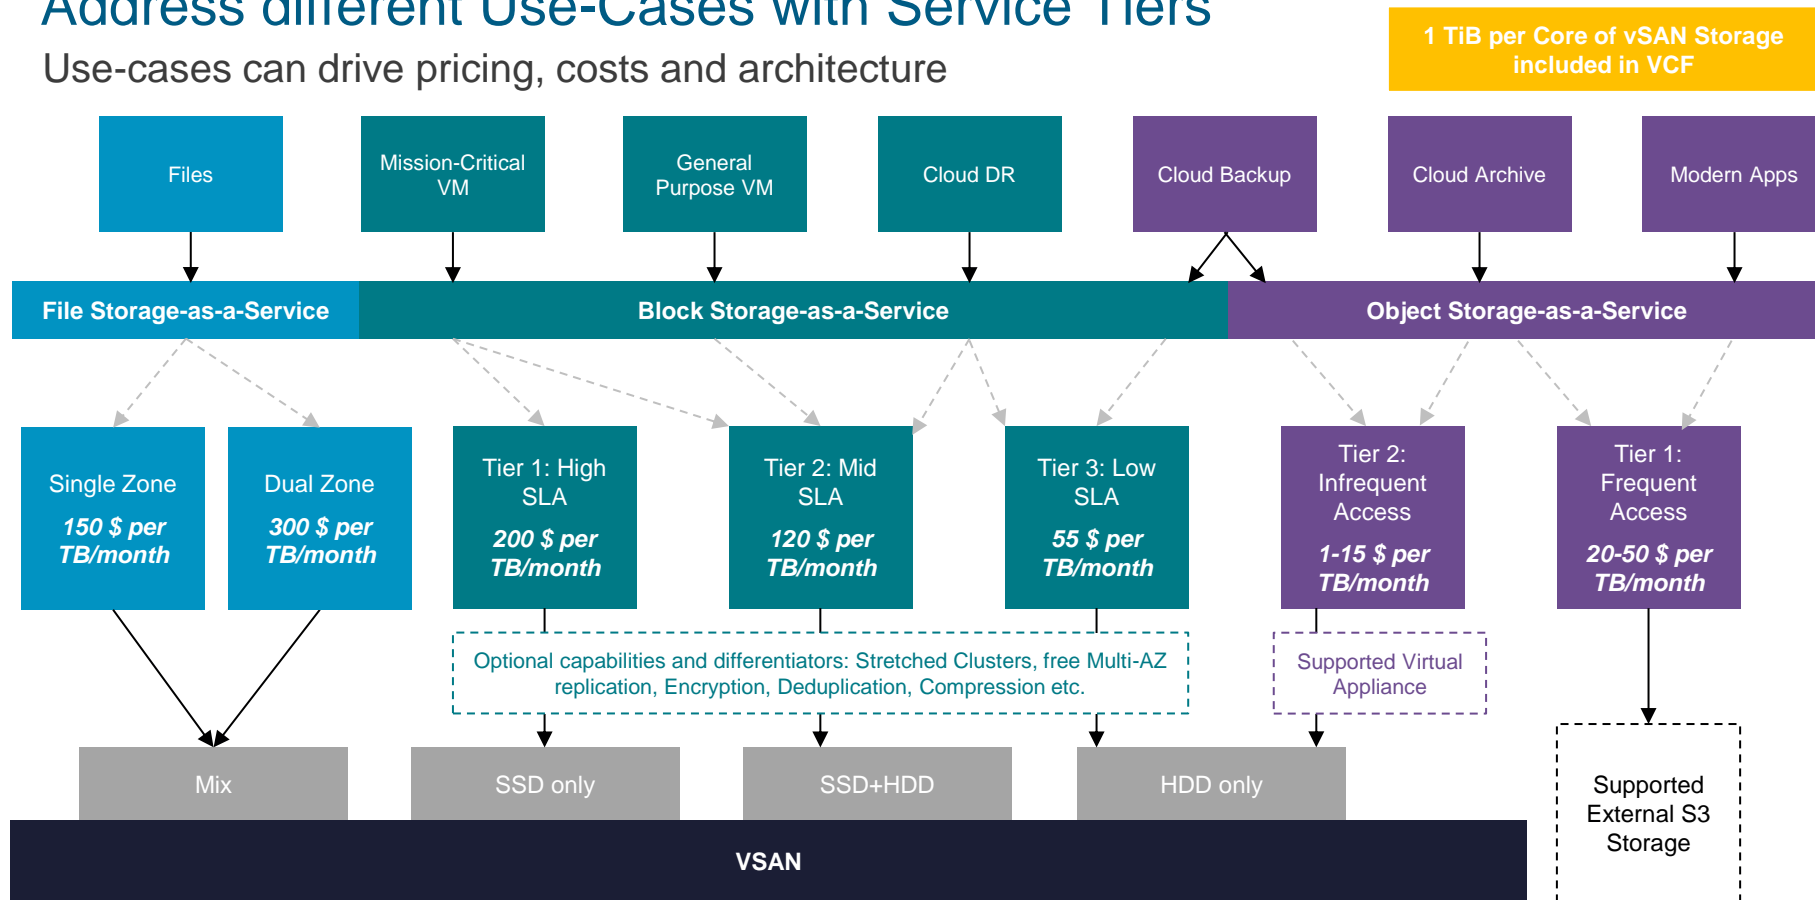 Address different Use-Cases with Service Tiers
Use-cases can drive pricing, costs and architecture
1 TiB per Core of vSAN Storage
included in VCF
Files
Mission-Critical
VM
General
Purpose VM
Cloud DR
Cloud Backup
Cloud Archive
Modern Apps
File Storage-as-a-Service
Block Storage-as-a-Service
Object Storage-as-a-Service
Single Zone
150 $ per
TB/month
Dual Zone
300 $ per
TB/month
Tier 1: High
SLA
200 $ per
TB/month
Tier 2: Mid
SLA
120 $ per
TB/month
Tier 3: Low
SLA
55 $ per
TB/month
Tier 2:
Infrequent
Access
1-15 $ per
TB/month
Tier 1:
Frequent
Access
20-50 $ per
TB/month
Optional capabilities and differentiators: Stretched Clusters, free Multi-AZ
replication, Encryption, Deduplication, Compression etc.
Supported Virtual
Appliance
Mix
SSD only
SSD+HDD
HDD only
Supported
External S3
Storage
VSAN